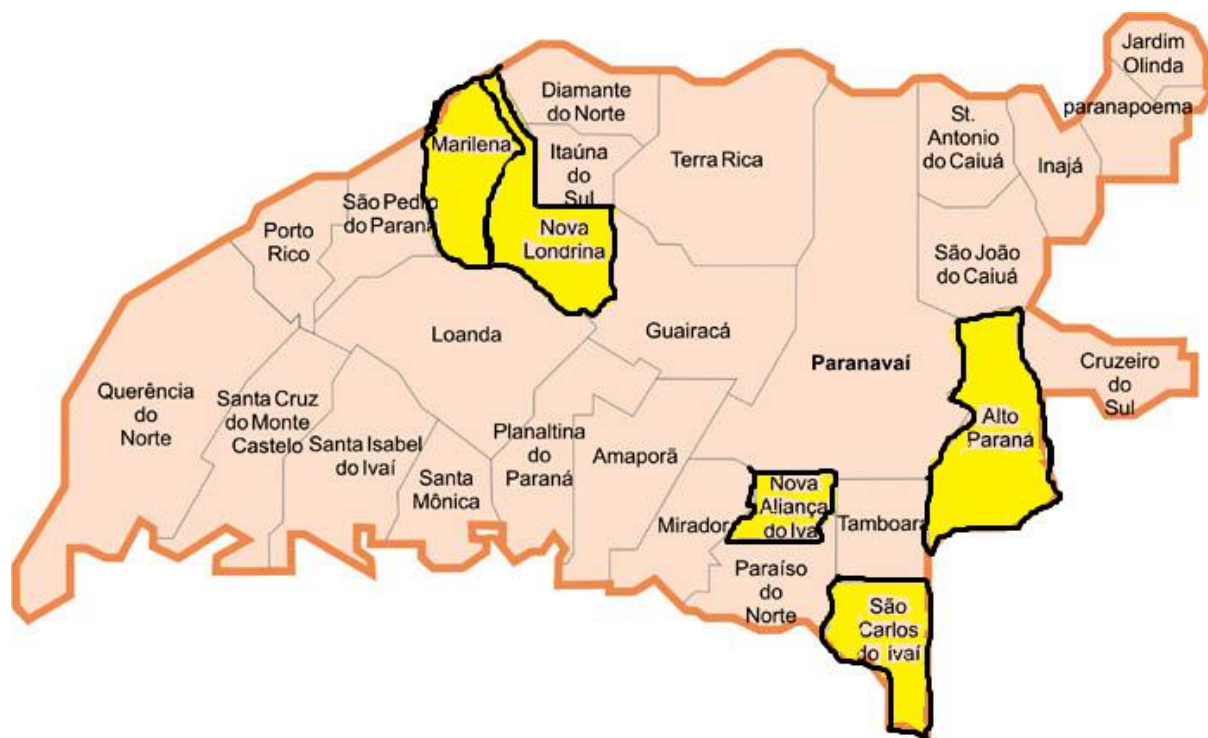 Jardim
Olinda
paranapoema
Diamante
do Norte
St.
Antonio
do Caiuá
Marilena
Itaúna
do
Sul
Terra Rica
Inajá
São Pedro
do Paraná
Porto
Rico
Nova
Londrina
São João
do Caiuá
Loanda
Guairacá
Paranavaí
Cruzeiro
do
Sul
Querência
do
Norte
Santa Cruz
do Monte
Castelo
Santa Isabel
do Ivaí
Santa
Mônica
Planaltina
do
Paraná
Amaporã
Alto
Paraná
Nova
Aliança
do Ivaí
Mirador
Tamboara
Paraíso
do
Norte
São
Carlos
do Ivaí